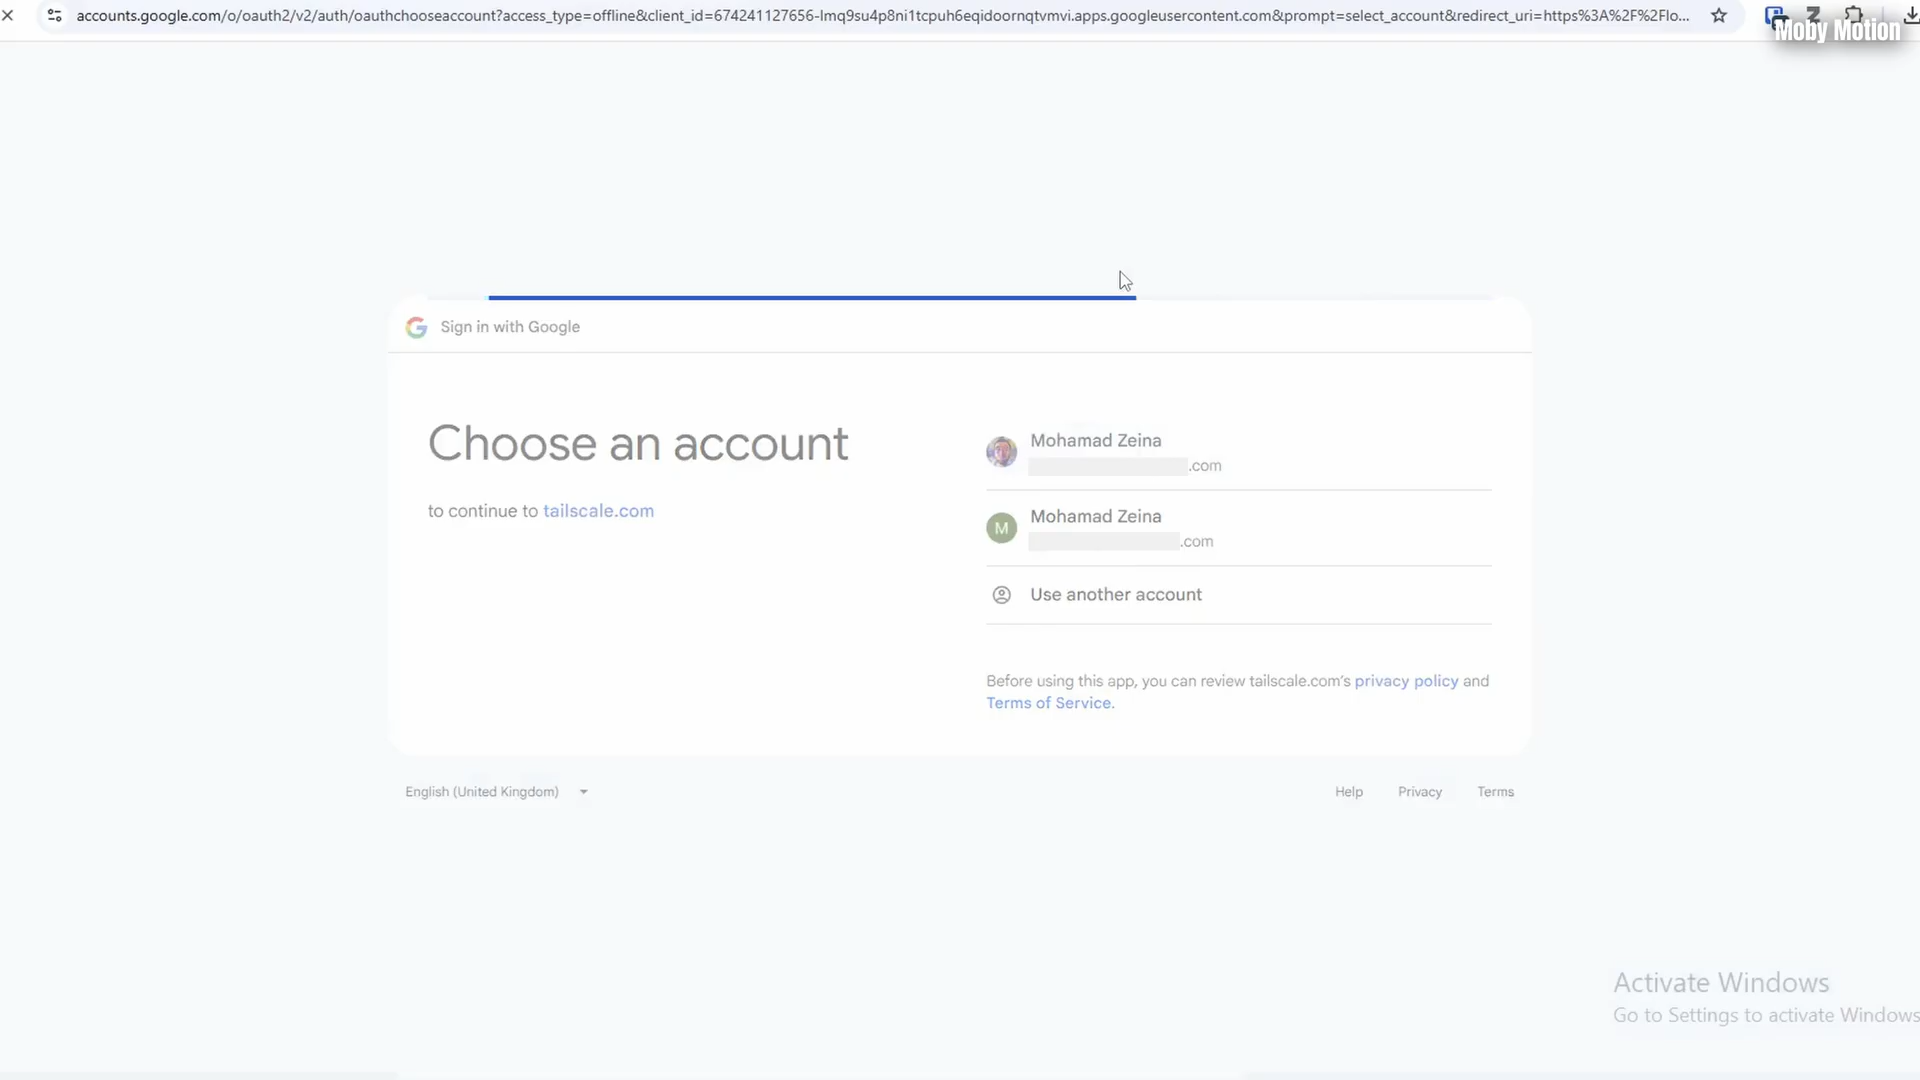 accounts.google.com/o/oauth2/v2/auth/oauthchooseaccount?access_type=offline&client_id=674241127656-lmq9su4p8ni1tcpuh6eqidoornqtvmvi.apps.googleusercontent.com&prompt=select_account&redirect_uri=https%3A%2F%2Flo...
Moby Motion
Sign in with Google
Choose an account
to continue to tailscale.com
Mohamad Zeina
.com
M
Mohamad Zeina
.com
Use another account
Before using this app, you can review tailscale.com's privacy policy and
Terms of Service.
English (United Kingdom)
Help
Privacy
Terms
Activate Windows
Go to Settings to activate Windows